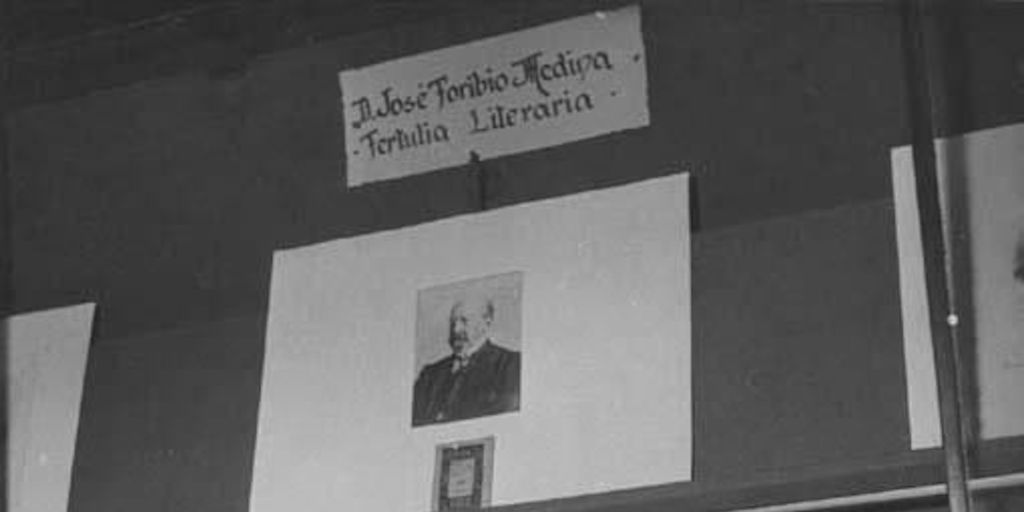 D. José Toribio Medina ·
· Tertulia Literaria ·